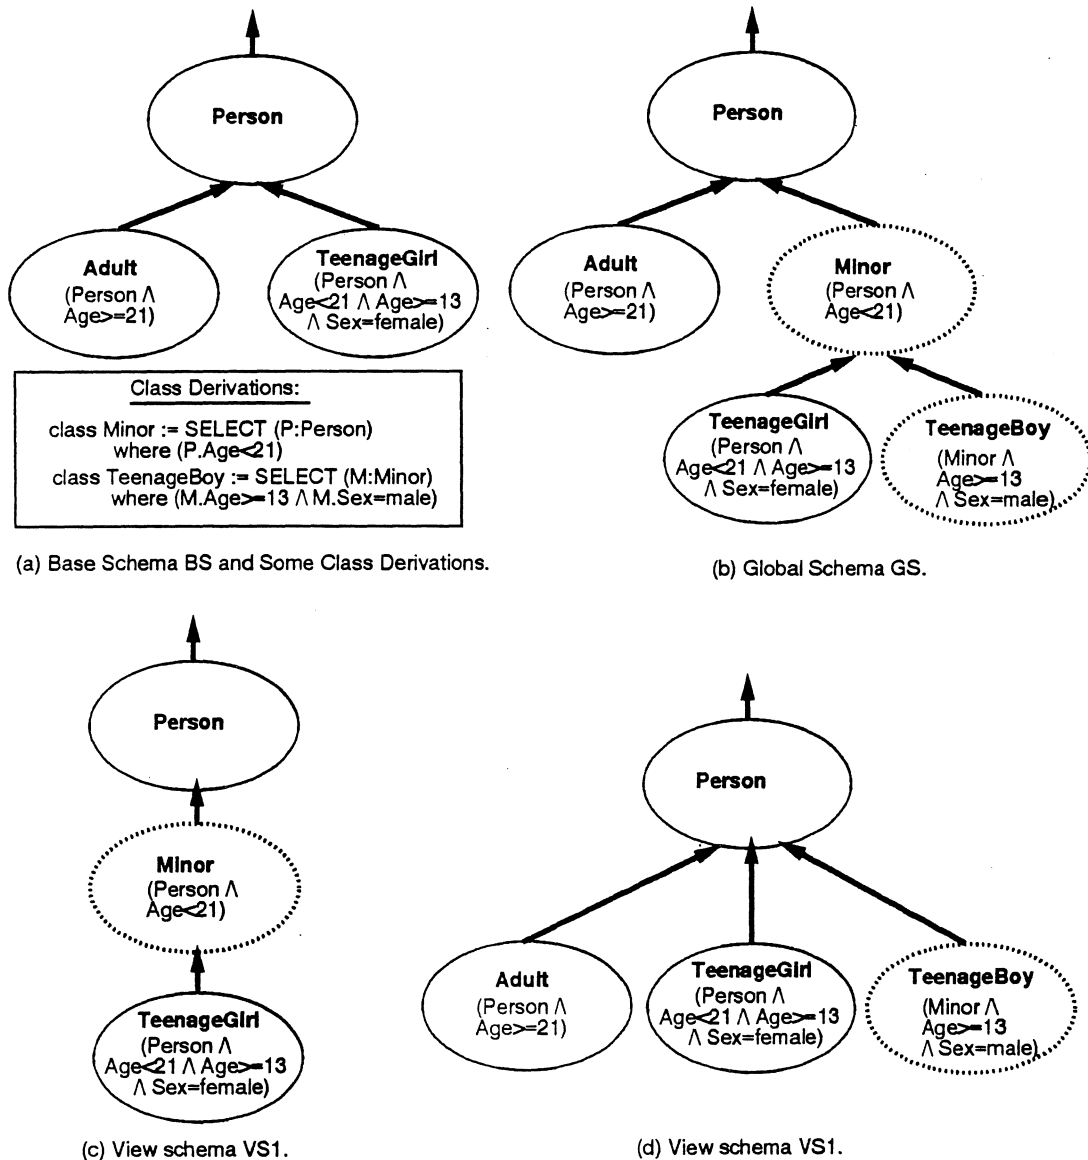 Person
Adult
(Person Λ
Age>=21)
TeenageGirl
(Person Λ
Age<21 Λ Age>=13
Λ Sex=female)
Class Derivations:
class Minor := SELECT (P:Person)
where (P.Age<21)
class TeenageBoy := SELECT (M:Minor)
where (M.Age>=13 Λ M.Sex=male)
(a) Base Schema BS and Some Class Derivations.
Person
Adult
(Person Λ
Age>=21)
Minor
(Person Λ
Age<21)
TeenageGirl
(Person Λ
Age<21 Λ Age>=13
Λ Sex=female)
TeenageBoy
(Minor Λ
Age>=13
Λ Sex=male)
(b) Global Schema GS.
Person
Minor
(Person Λ
Age<21)
TeenageGirl
(Person Λ
Age<21 Λ Age>=13
Λ Sex=female)
(c) View schema VS1.
Person
Adult
(Person Λ
Age>=21)
TeenageGirl
(Person Λ
Age<21 Λ Age>=13
Λ Sex=female)
TeenageBoy
(Minor Λ
Age>=13
Λ Sex=male)
(d) View schema VS1.